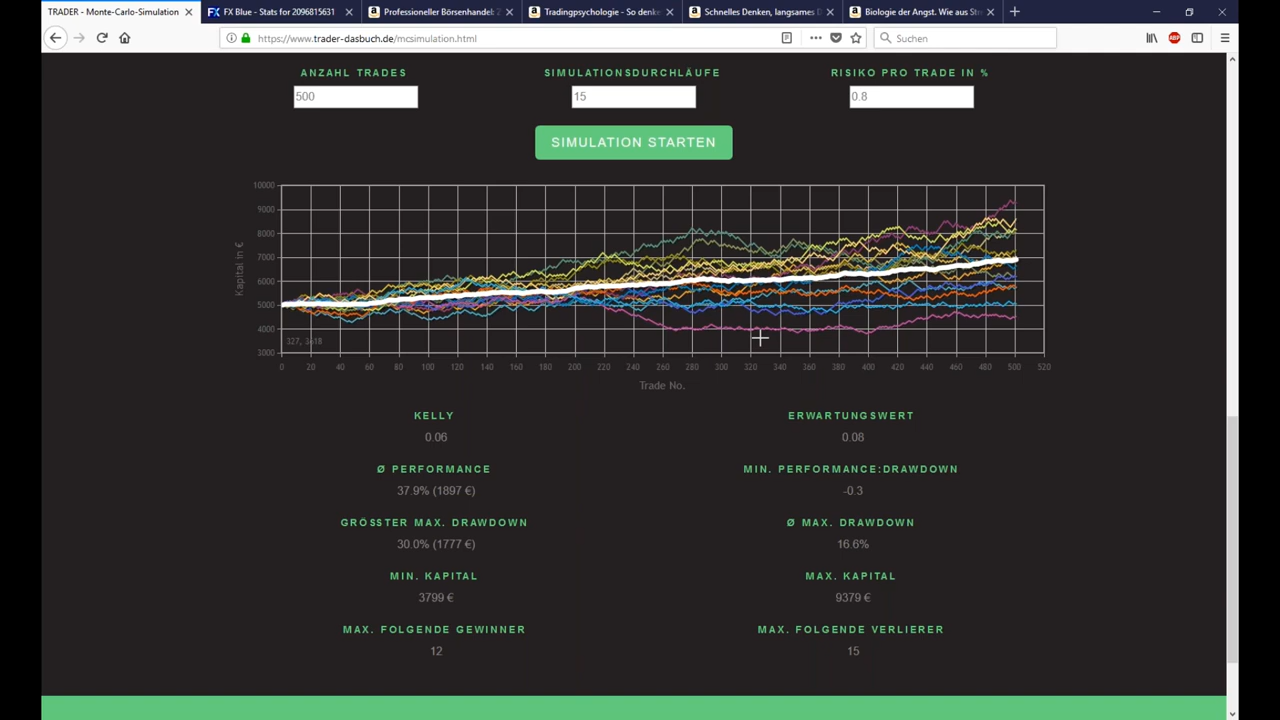 TRADER - Monte-Carlo-Simulation
FX Blue - Stats for 2096815631
Professioneller Börsenhandel:
Tradingpsychologie - So denke
Schnelles Denken, langsames D
Biologie der Angst. Wie aus Str
https://www.trader-dasbuch.de/mcsimulation.html
Suchen
ABP
ANZAHL TRADES SIMULATIONSDURCHLÄUFE RISIKO PRO TRADE IN %
500 15 0.8
SIMULATION STARTEN
10000
9000
8000
7000
6000
5000
4000
3000
Kapital in €
327, 3418
0 20 40 60 80 100 120 140 160 180 200 220 240 260 280 300 320 340 360 380 400 420 440 460 480 500 520
Trade No.
KELLY ERWARTUNGSWERT
0.06 0.08
Ø PERFORMANCE MIN. PERFORMANCE:DRAWDOWN
37.9% (1897 €) -0.3
GRÖSSTER MAX. DRAWDOWN Ø MAX. DRAWDOWN
30.0% (1777 €) 16.6%
MIN. KAPITAL MAX. KAPITAL
3799 € 9379 €
MAX. FOLGENDE GEWINNER MAX. FOLGENDE VERLIERER
12 15